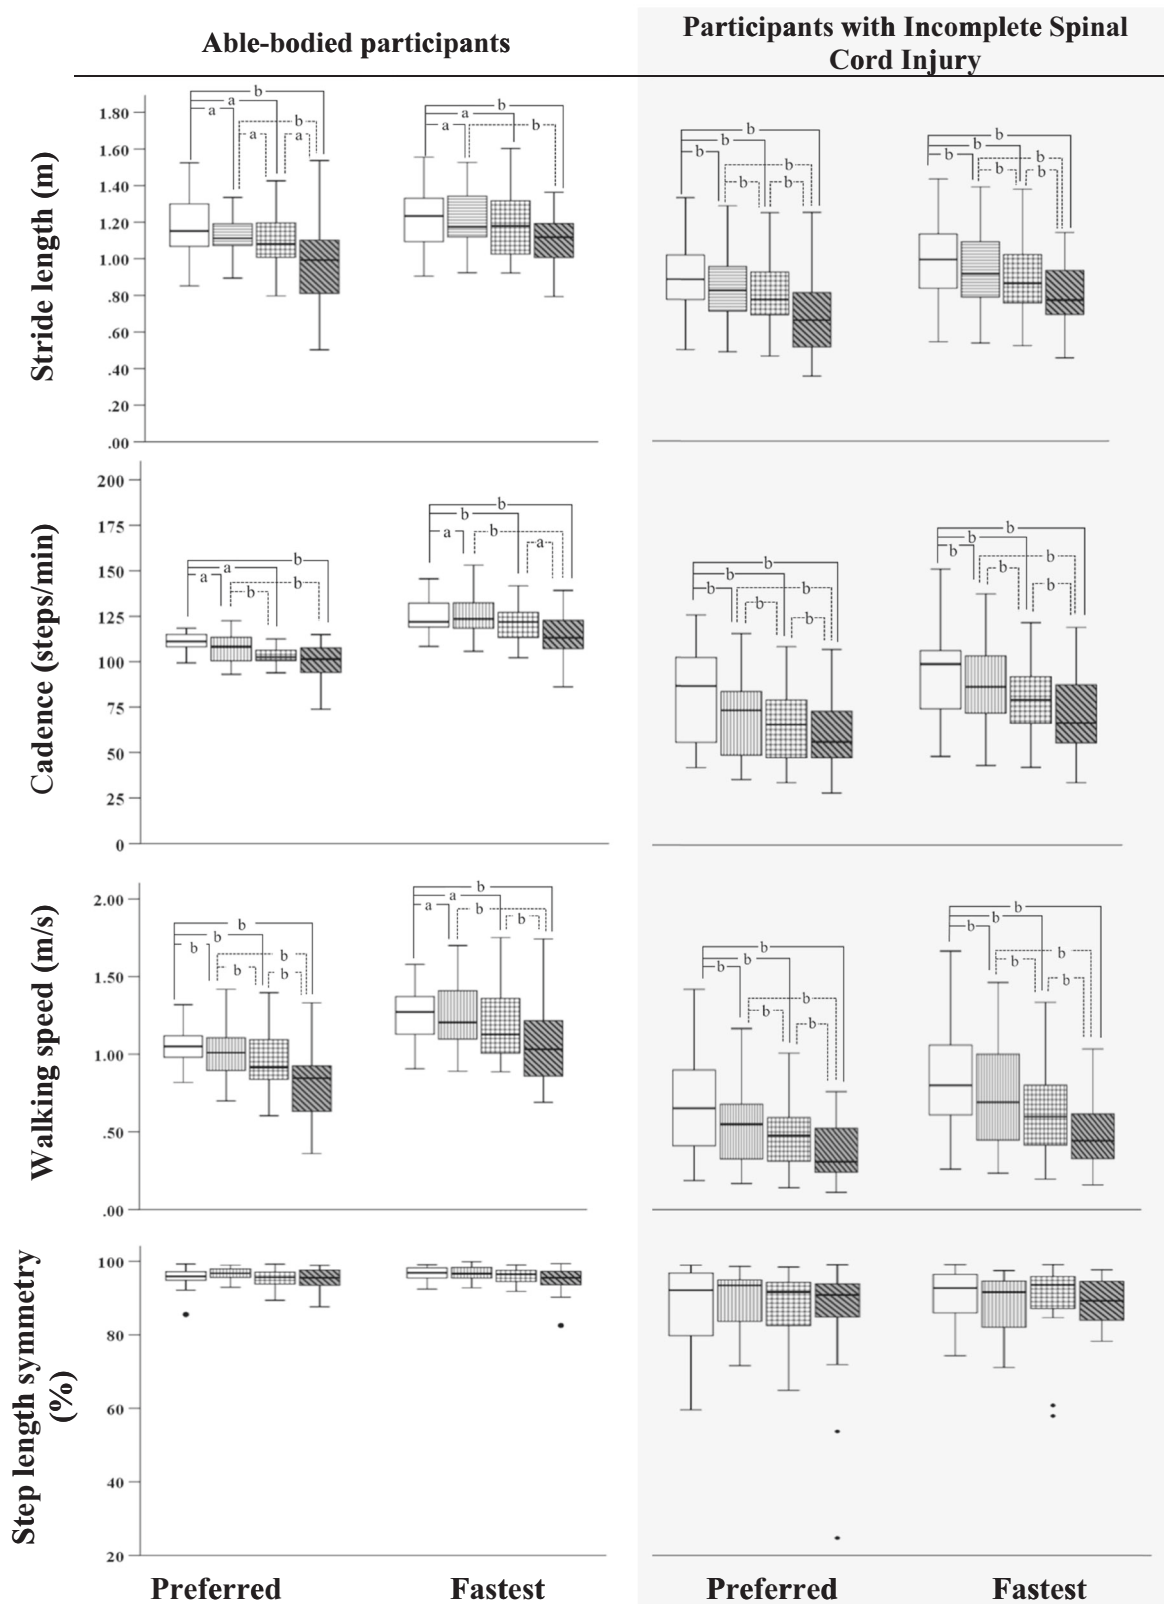 Able-bodied participants
Participants with Incomplete Spinal
Cord Injury
Stride length (m)
1.80
1.60
1.40
1.20
1.00
.80
.60
.40
.20
.00
b
a
a
b
a
a
b
a
a
b
b
b
b
b
b
b
b
b
b
b
b
b
Cadence (steps/min)
200
175
150
125
100
75
50
25
0
b
a
a
b
b
b
b
a
b
a
b
b
b
b
b
b
b
b
b
b
b
b
Walking speed (m/s)
2.00
1.50
1.00
.50
.00
b
b
b
b
b
b
b
a
a
b
b
b
b
b
b
b
b
b
b
b
b
b
b
Step length symmetry
(%)
100
80
60
40
20
Preferred
Fastest
Preferred
Fastest